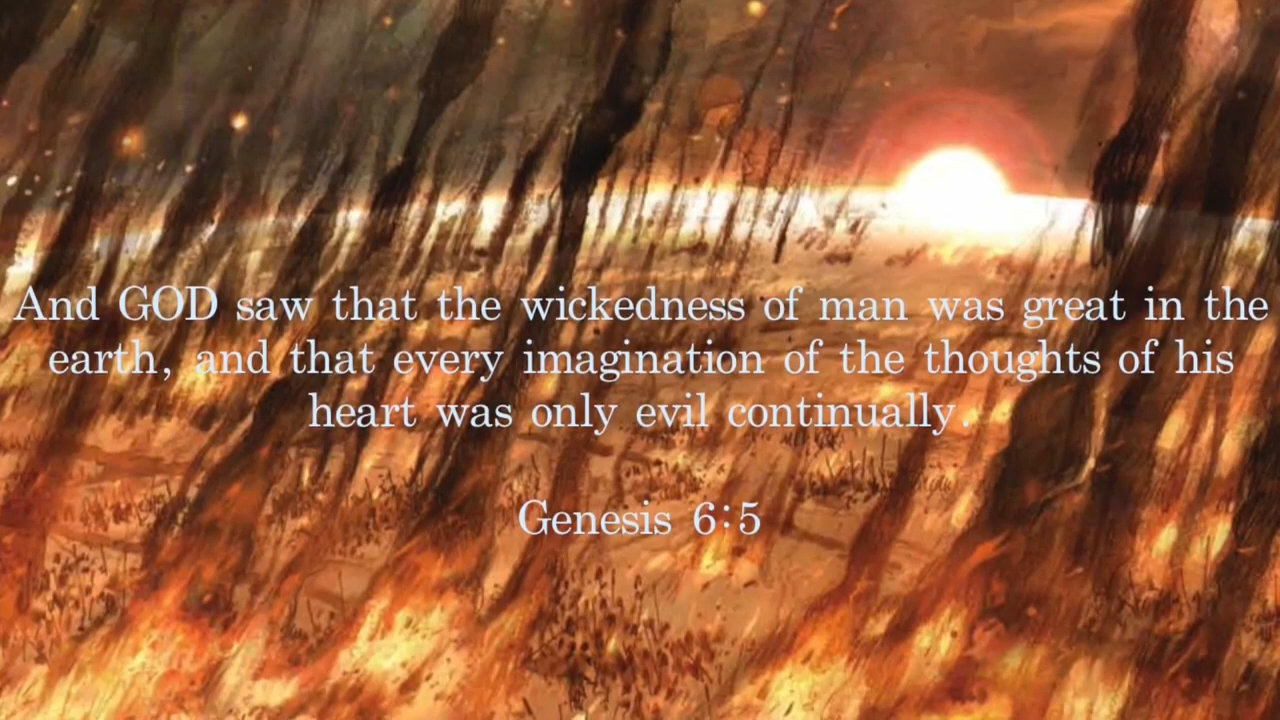 And GOD saw that the wickedness of man was great in the
earth, and that every imagination of the thoughts of his
heart was only evil continually.
Genesis 6:5